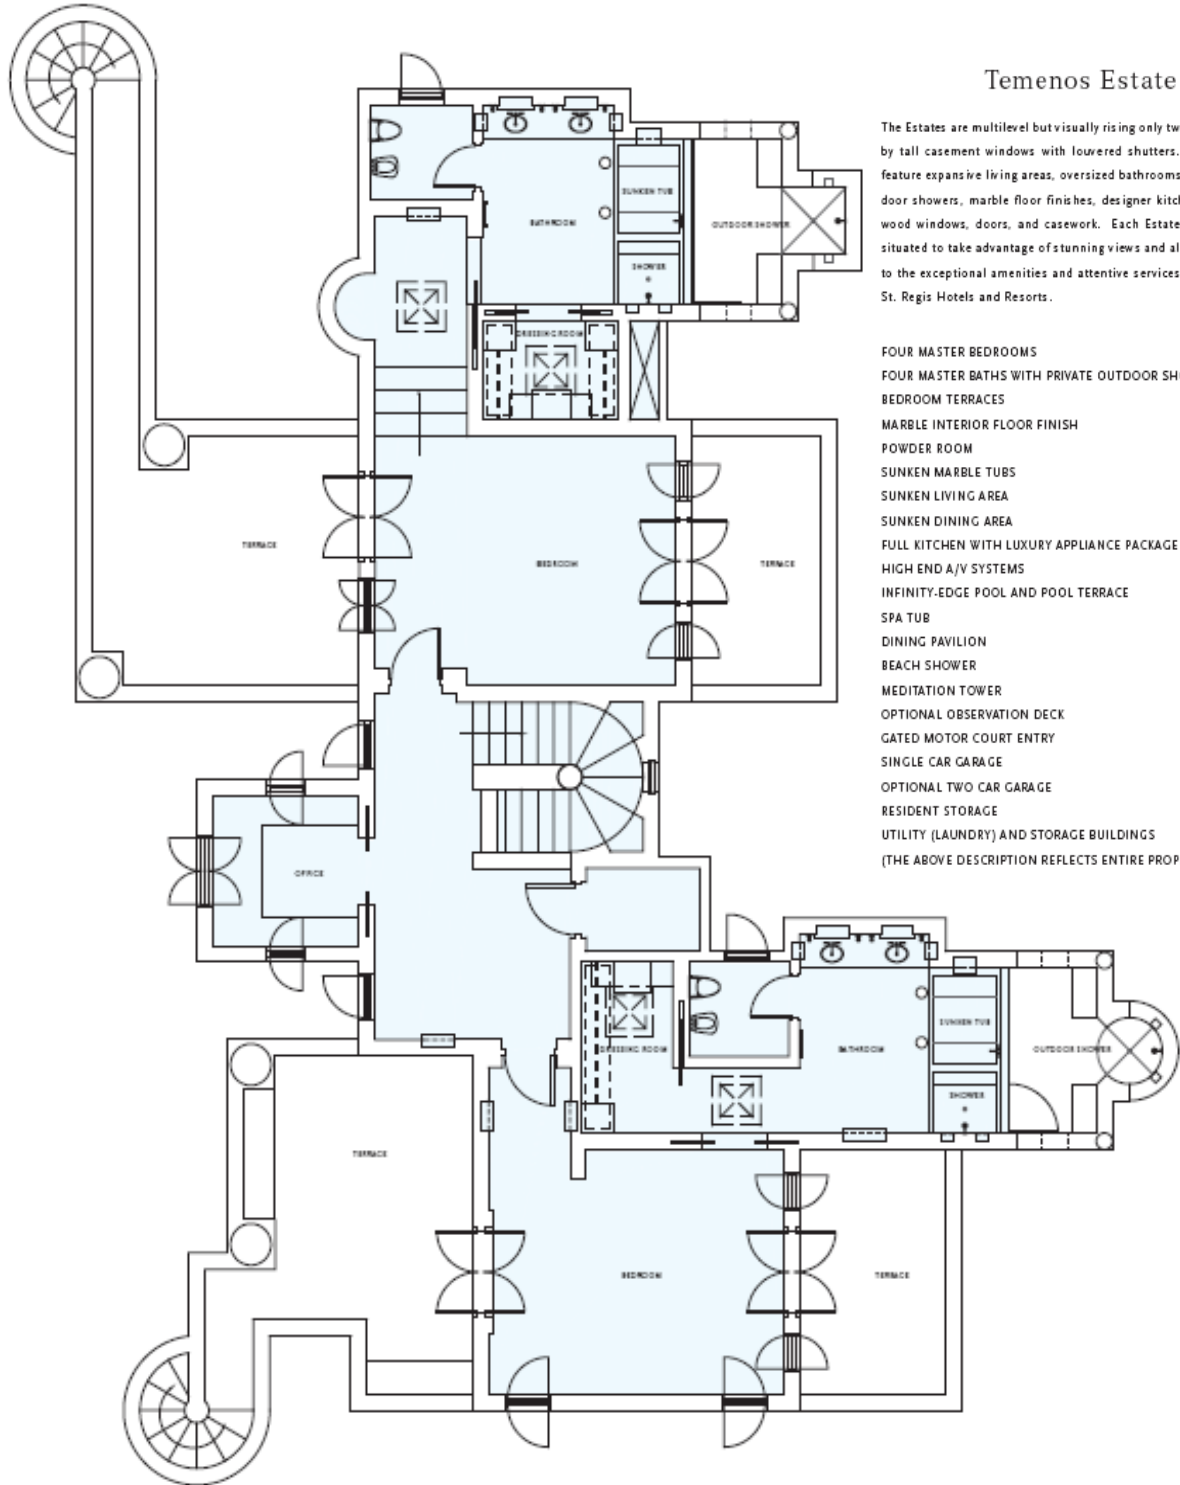 Temenos Estate
The Estates are multilevel but visually rising only tw
by tall casement windows with louvered shutters.
feature expansive living areas, oversized bathrooms
door showers, marble floor finishes, designer kitch
wood windows, doors, and casework. Each Estate
situated to take advantage of stunning views and al
to the exceptional amenities and attentive services
St. Regis Hotels and Resorts.
FOUR MASTER BEDROOMS
FOUR MASTER BATHS WITH PRIVATE OUTDOOR SH
BEDROOM TERRACES
MARBLE INTERIOR FLOOR FINISH
POWDER ROOM
SUNKEN MARBLE TUBS
SUNKEN LIVING AREA
SUNKEN DINING AREA
FULL KITCHEN WITH LUXURY APPLIANCE PACKAGE
HIGH END A/V SYSTEMS
INFINITY-EDGE POOL AND POOL TERRACE
SPA TUB
DINING PAVILION
BEACH SHOWER
MEDITATION TOWER
OPTIONAL OBSERVATION DECK
GATED MOTOR COURT ENTRY
SINGLE CAR GARAGE
OPTIONAL TWO CAR GARAGE
RESIDENT STORAGE
UTILITY (LAUNDRY) AND STORAGE BUILDINGS
(THE ABOVE DESCRIPTION REFLECTS ENTIRE PROP
SUNKEN TUB
BATHROOM
OUTDOOR SHOWER
SHOWER
DRESSING ROOM
TERRACE
BEDROOM
TERRACE
OFFICE
SUNKEN TUB
DRESSING ROOM
BATHROOM
OUTDOOR SHOWER
SHOWER
TERRACE
BEDROOM
TERRACE